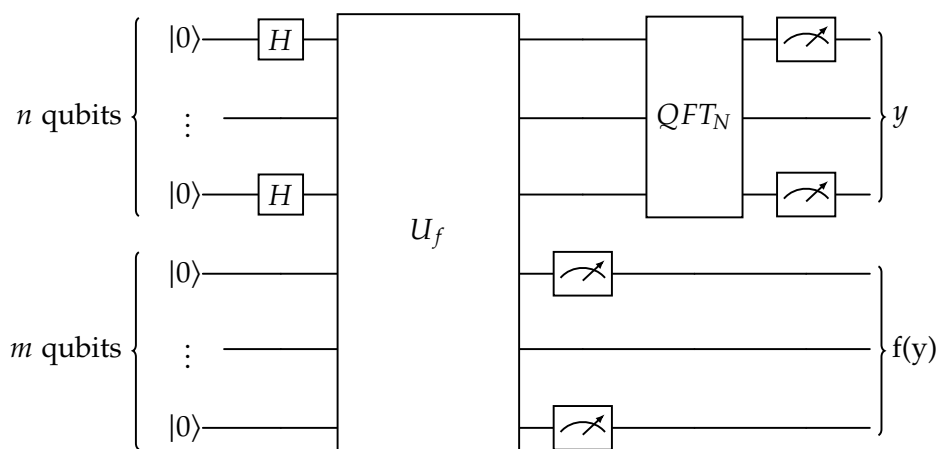 |0⟩ H
n qubits ⋮ QFT_N y
|0⟩ H
U_f
|0⟩
m qubits ⋮ f(y)
|0⟩